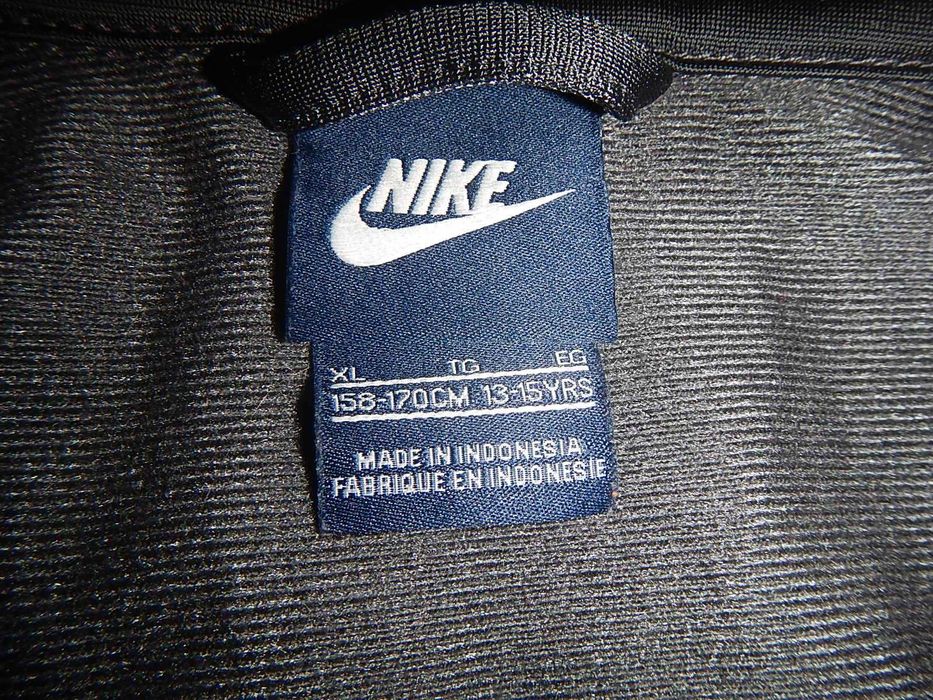 NIKE
XL TG EG
158-170CM 13-15YRS
MADE IN INDONESIA
FABRIQUE EN INDONESIE